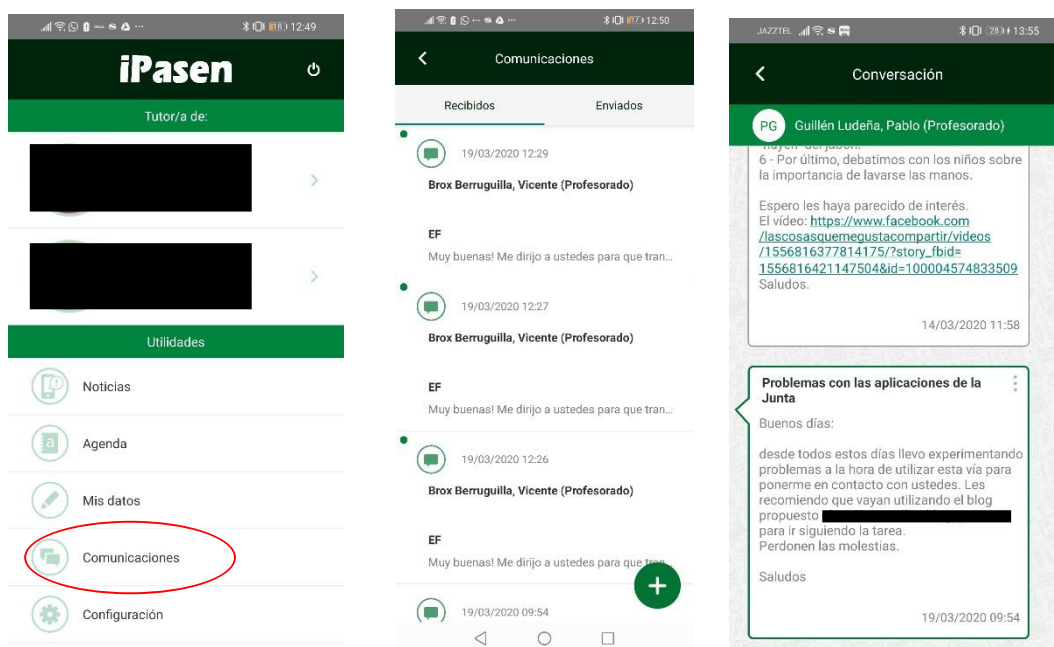 12:49
iPasen
Tutor/a de:
Utilidades
Noticias
Agenda
Mis datos
Comunicaciones
Configuración
12:50
Comunicaciones
Recibidos
Enviados
19/03/2020 12:29
Brox Berruguilla, Vicente (Profesorado)
EF
Muy buenas! Me dirijo a ustedes para que tran...
19/03/2020 12:27
Brox Berruguilla, Vicente (Profesorado)
EF
Muy buenas! Me dirijo a ustedes para que tran...
19/03/2020 12:26
Brox Berruguilla, Vicente (Profesorado)
EF
Muy buenas! Me dirijo a ustedes para que tran...
19/03/2020 09:54
JAZZTEL 28 13:55
Conversación
PG Guillén Ludeña, Pablo (Profesorado)
del jabón.
6 - Por último, debatimos con los niños sobre
la importancia de lavarse las manos.
Espero les haya parecido de interés.
El vídeo: https://www.facebook.com
/lascosasquemegustacompartir/videos
/1556816377814175/?story_fbid=
1556816421147504&id=100004574833509
Saludos.
14/03/2020 11:58
Problemas con las aplicaciones de la
Junta
Buenos días:
desde todos estos días llevo experimentando
problemas a la hora de utilizar esta vía para
ponerme en contacto con ustedes. Les
recomiendo que vayan utilizando el blog
propuesto
para ir siguiendo la tarea.
Perdonen las molestias.
Saludos
19/03/2020 09:54